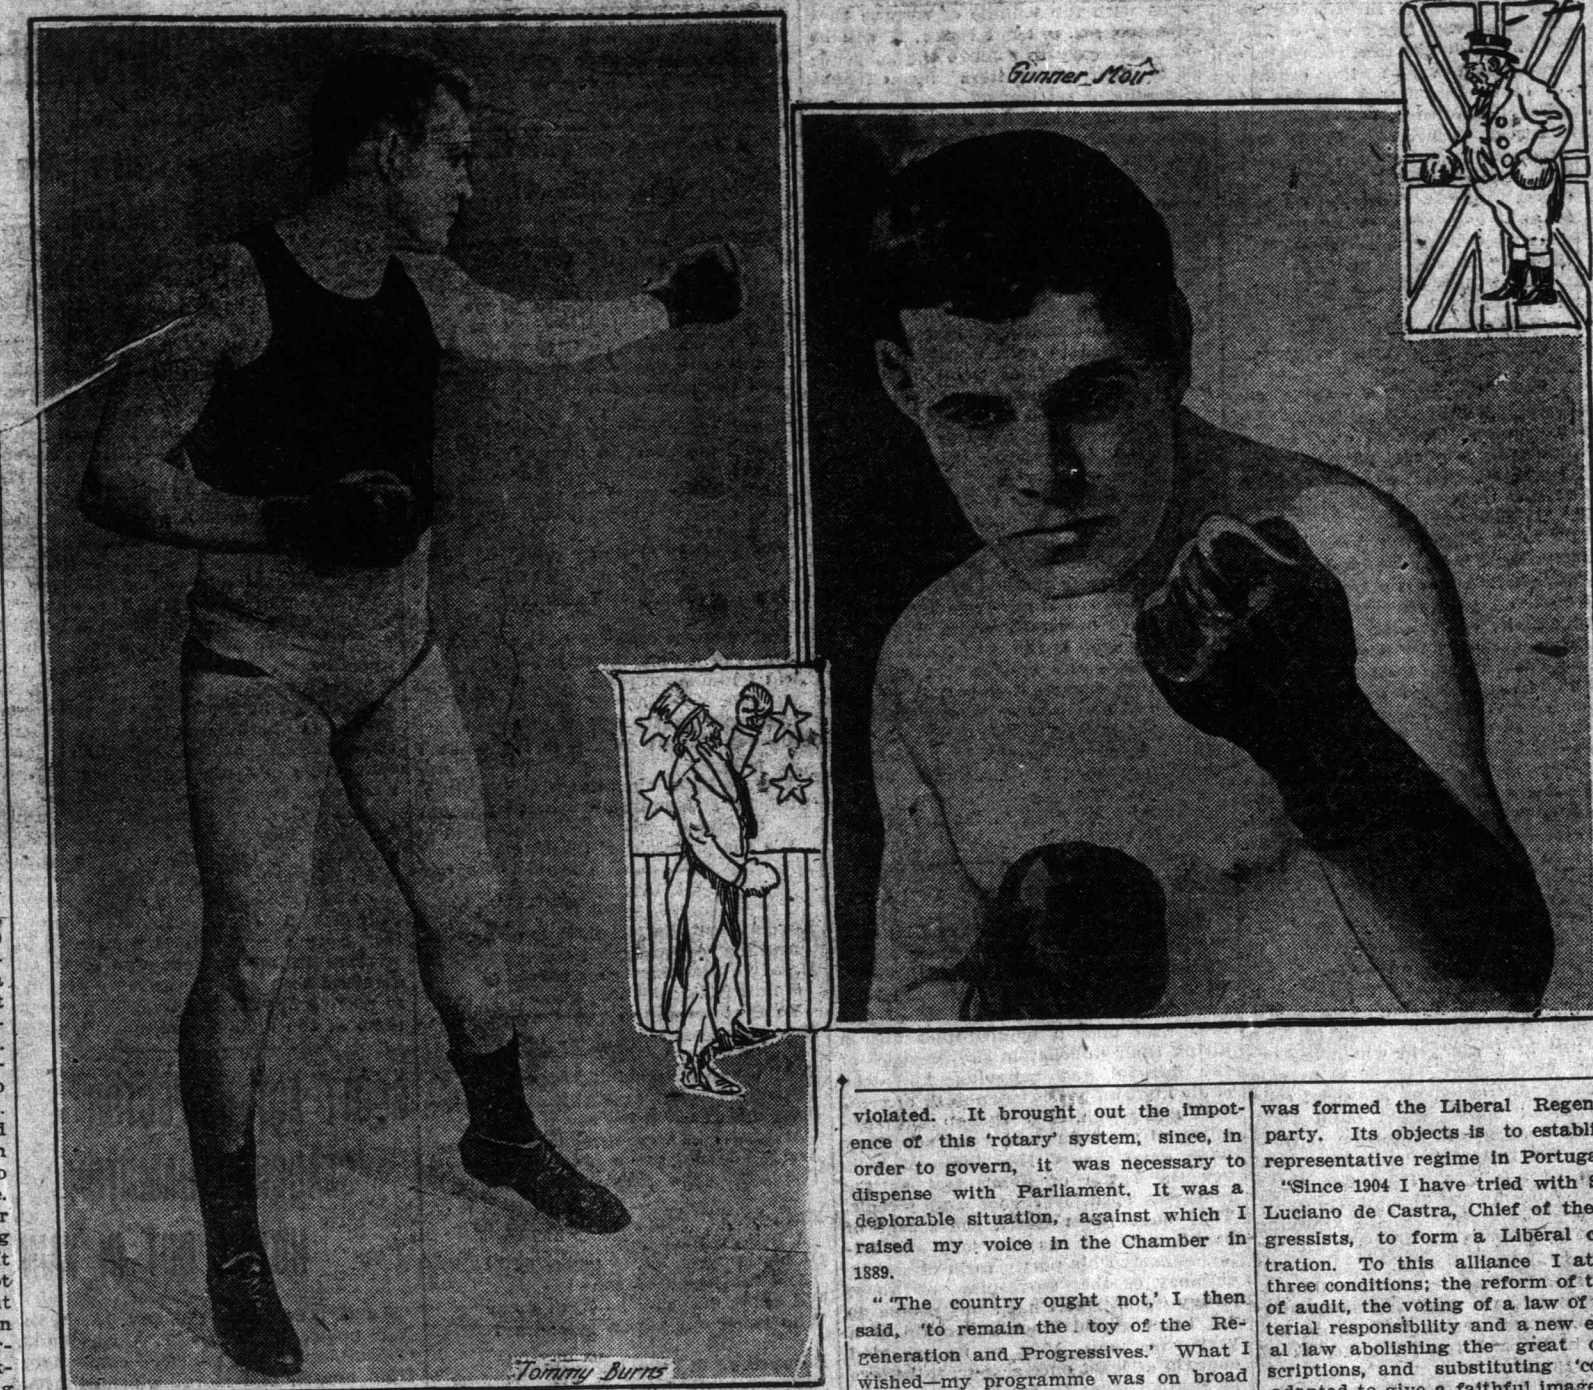 Gunner Moir
Tommy Burns
violated. It brought out the impot-
ence of this 'rotary' system, since, in
order to govern, it was necessary to
dispense with Parliament. It was a
deplorable situation, against which I
raised my voice in the Chamber in
1889.
" 'The country ought not,' I then
said, 'to remain the toy of the Re-
generation and Progressives.' What I
wished—my programme was on broad
was formed the Liberal Regen
party. Its objects is to establi
representative regime in Portuga
"Since 1904 I have tried with
Luciano de Castra, Chief of the
gressists, to form a Liberal
tration. To this alliance I at
three conditions; the reform of t
of audit, the voting of a law of
terial responsibility and a new e
al law abolishing the great
scriptions, and substituting
faithful imag